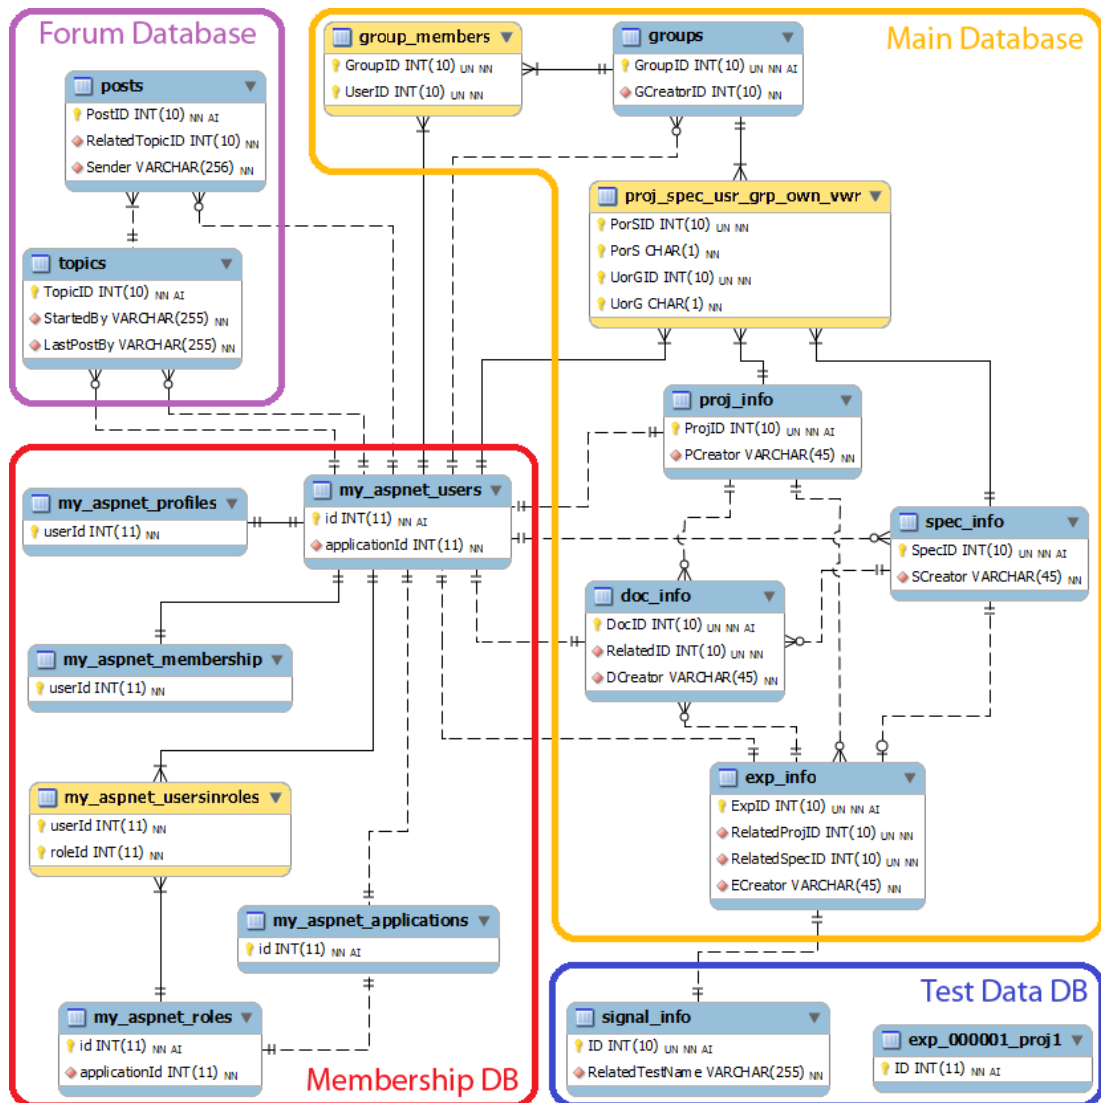 Forum Database
posts
PostID INT(10) NN AI
RelatedTopicID INT(10) NN
Sender VARCHAR(256) NN
topics
TopicID INT(10) NN AI
StartedBy VARCHAR(255) NN
LastPostBy VARCHAR(255) NN
Main Database
group_members
GroupID INT(10) UN NN
UserID INT(10) UN NN
groups
GroupID INT(10) UN NN AI
GCreatorID INT(10) NN
proj_spec_usr_grp_own_vwr
PorSID INT(10) UN NN
PorS CHAR(1) NN
UorGID INT(10) UN NN
UorG CHAR(1) NN
proj_info
ProjID INT(10) UN NN AI
PCreator VARCHAR(45) NN
spec_info
SpecID INT(10) UN NN AI
SCreator VARCHAR(45) NN
doc_info
DocID INT(10) UN NN AI
RelatedID INT(10) UN NN
DCreator VARCHAR(45) NN
exp_info
ExpID INT(10) UN NN AI
RelatedProjID INT(10) UN NN
RelatedSpecID INT(10) UN NN
ECreator VARCHAR(45) NN
my_aspnet_profiles
userId INT(11) NN
my_aspnet_users
id INT(11) NN AI
applicationId INT(11) NN
my_aspnet_membership
userId INT(11) NN
my_aspnet_usersinroles
userId INT(11) NN
roleId INT(11) NN
my_aspnet_applications
id INT(11) NN AI
my_aspnet_roles
id INT(11) NN AI
applicationId INT(11) NN
Membership DB
Test Data DB
signal_info
ID INT(10) UN NN AI
RelatedTestName VARCHAR(255) NN
exp_000001_proj1
ID INT(11) NN AI